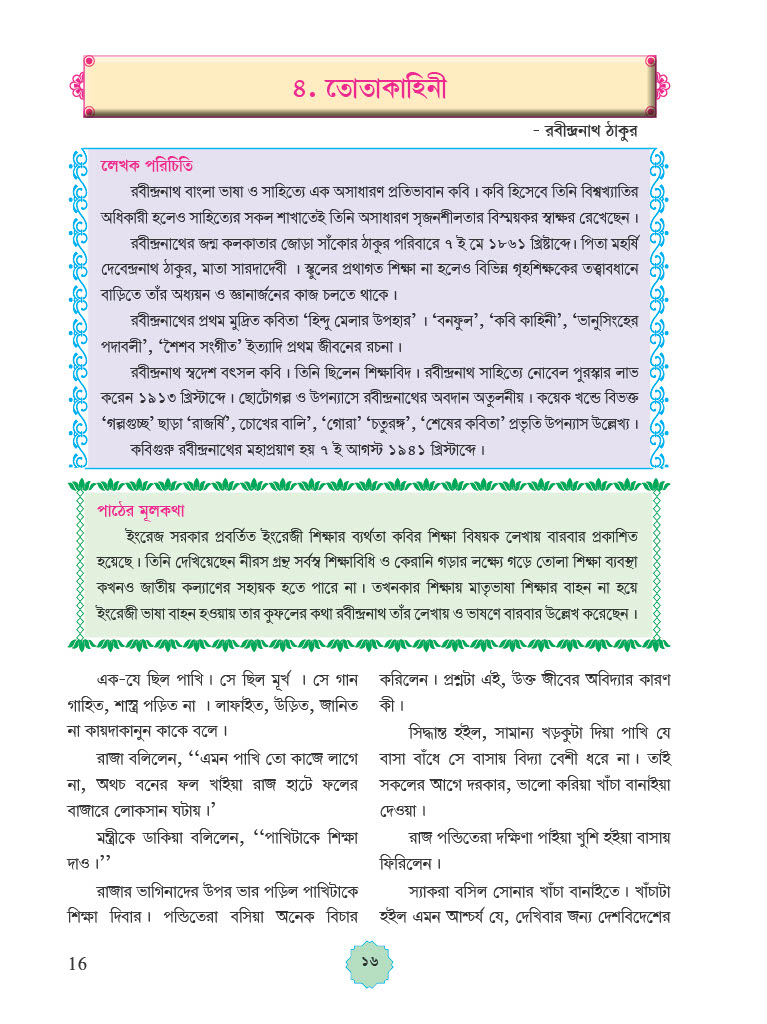 ৪. তোতাকাহিনী
- রবীন্দ্রনাথ ঠাকুর
লেখক পরিচিতি
রবীন্দ্রনাথ বাংলা ভাষা ও সাহিত্যে এক অসাধারণ প্রতিভাবান কবি। কবি হিসেবে তিনি বিশ্বখ্যাতির
অধিকারী হলেও সাহিত্যের সকল শাখাতেই তিনি অসাধারণ সৃজনশীলতার বিস্ময়কর স্বাক্ষর রেখেছেন।
রবীন্দ্রনাথের জন্ম কলকাতার জোড়া সাঁকোর ঠাকুর পরিবারে ৭ ই মে ১৮৬১ খ্রিষ্টাব্দে। পিতা মহর্ষি
দেবেন্দ্রনাথ ঠাকুর, মাতা সারদাদেবী । স্কুলের প্রথাগত শিক্ষা না হলেও বিভিন্ন গৃহশিক্ষকের তত্ত্বাবধানে
বাড়িতে তাঁর অধ্যয়ন ও জ্ঞানার্জনের কাজ চলতে থাকে।
রবীন্দ্রনাথের প্রথম মুদ্রিত কবিতা ‘হিন্দু মেলার উপহার’ । ‘বনফুল’, ‘কবি কাহিনী’, ‘ভানুসিংহের
পদাবলী’, ‘শৈশব সংগীত’ ইত্যাদি প্রথম জীবনের রচনা।
রবীন্দ্রনাথ স্বদেশ বৎসল কবি। তিনি ছিলেন শিক্ষাবিদ। রবীন্দ্রনাথ সাহিত্যে নোবেল পুরস্কার লাভ
করেন ১৯১৩ খ্রিস্টাব্দে। ছোটোগল্প ও উপন্যাসে রবীন্দ্রনাথের অবদান অতুলনীয়। কয়েক খন্ডে বিভক্ত
‘গল্পগুচ্ছ’ ছাড়া ‘রাজর্ষি’, চোখের বালি’, ‘গোরা’ ‘চতুরঙ্গ’, ‘শেষের কবিতা’ প্রভৃতি উপন্যাস উল্লেখ্য।
কবিগুরু রবীন্দ্রনাথের মহাপ্রয়াণ হয় ৭ ই আগস্ট ১৯৪১ খ্রিস্টাব্দে।
পাঠের মূলকথা
ইংরেজ সরকার প্রবর্তিত ইংরেজী শিক্ষার ব্যর্থতা কবির শিক্ষা বিষয়ক লেখায় বারবার প্রকাশিত
হয়েছে। তিনি দেখিয়েছেন নীরস গ্রন্থ সর্বস্ব শিক্ষাবিধি ও কেরানি গড়ার লক্ষ্যে গড়ে তোলা শিক্ষা ব্যবস্থা
কখনও জাতীয় কল্যাণের সহায়ক হতে পারে না। তখনকার শিক্ষায় মাতৃভাষা শিক্ষার বাহন না হয়ে
ইংরেজী ভাষা বাহন হওয়ায় তার কুফলের কথা রবীন্দ্রনাথ তাঁর লেখায় ও ভাষণে বারবার উল্লেখ করেছেন।
এক-যে ছিল পাখি। সে ছিল মূর্খ । সে গান
গাহিত, শাস্ত্র পড়িত না । লাফাইত, উড়িত, জানিত
না কায়দাকানুন কাকে বলে।
রাজা বলিলেন, ‘‘এমন পাখি তো কাজে লাগে
না, অথচ বনের ফল খাইয়া রাজ হাটে ফলের
বাজারে লোকসান ঘটায়।’
মন্ত্রীকে ডাকিয়া বলিলেন, ‘‘পাখিটাকে শিক্ষা
দাও।’’
রাজার ভাগিনাদের উপর ভার পড়িল পাখিটাকে
শিক্ষা দিবার। পন্ডিতেরা বসিয়া অনেক বিচার
করিলেন। প্রশ্নটা এই, উক্ত জীবের অবিদ্যার কারণ
কী।
সিদ্ধান্ত হইল, সামান্য খড়কুটা দিয়া পাখি যে
বাসা বাঁধে সে বাসায় বিদ্যা বেশী ধরে না। তাই
সকলের আগে দরকার, ভালো করিয়া খাঁচা বানাইয়া
দেওয়া।
রাজ পন্ডিতেরা দক্ষিণা পাইয়া খুশি হইয়া বাসায়
ফিরিলেন।
স্যাকরা বসিল সোনার খাঁচা বানাইতে। খাঁচাটা
হইল এমন আশ্চর্য যে, দেখিবার জন্য দেশবিদেশের
16
১৬